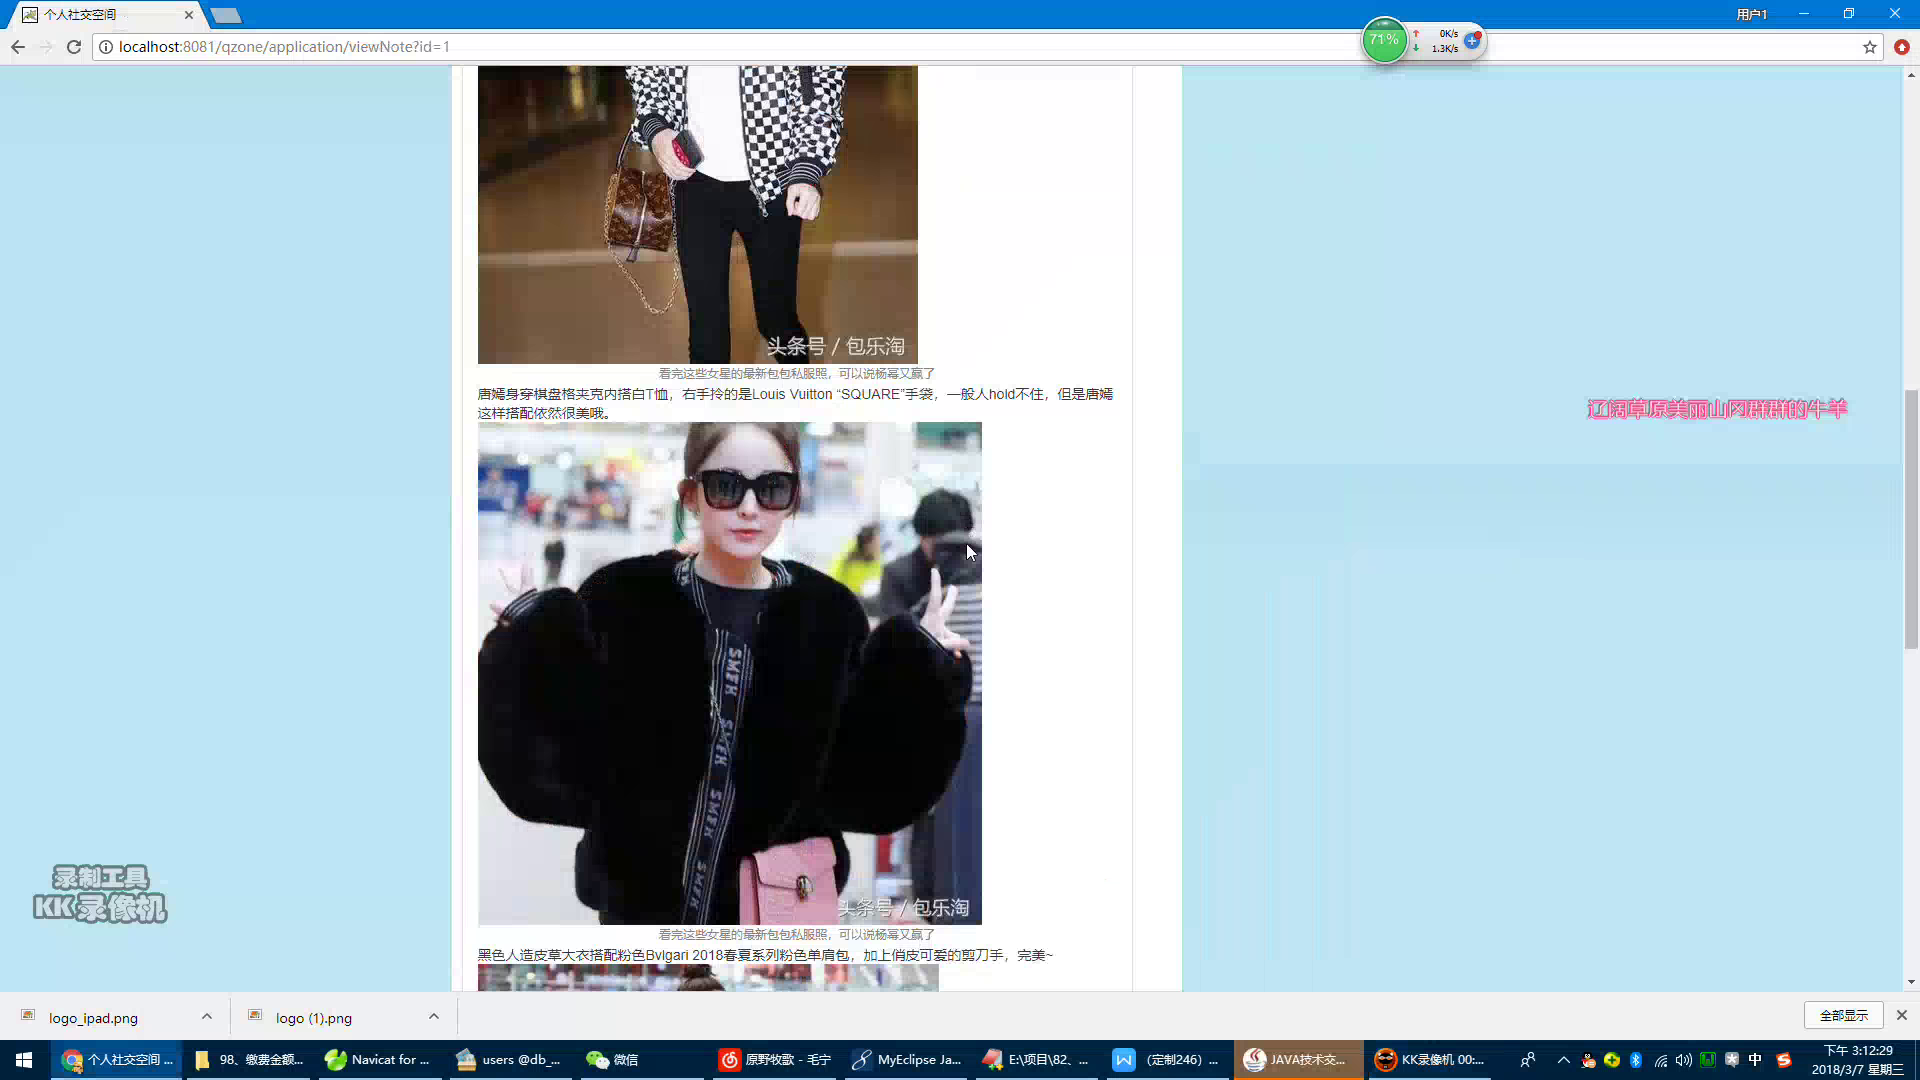 个人社交空间
用户1
localhost:8081/qzone/application/viewNote?id=1
71%
0K/s
1.3K/s
头条号 / 包乐淘
看完这些女星的最新包包私服照，可以说杨幂又赢了
唐嫣身穿棋盘格夹克内搭白T恤，右手拎的是Louis Vuitton “SQUARE”手袋，一般人hold不住，但是唐嫣
这样搭配依然很美哦。
辽阔草原美丽山冈群群的牛羊
SMFK
SMFK
SMFK
SMFK
头条号 / 包乐淘
看完这些女星的最新包包私服照，可以说杨幂又赢了
黑色人造皮草大衣搭配粉色Bvlgari 2018春夏系列粉色单肩包，加上俏皮可爱的剪刀手，完美~
录制工具
KK录像机
logo_ipad.png
logo (1).png
全部显示
个人社交空间 ...
98、缴费金额...
Navicat for ...
users @db_...
微信
原野牧歌 - 毛宁
MyEclipse Ja...
E:\项目\82、...
（定制246）...
JAVA技术交...
KK录像机 00:...
中
下午 3:12:29
2018/3/7 星期三